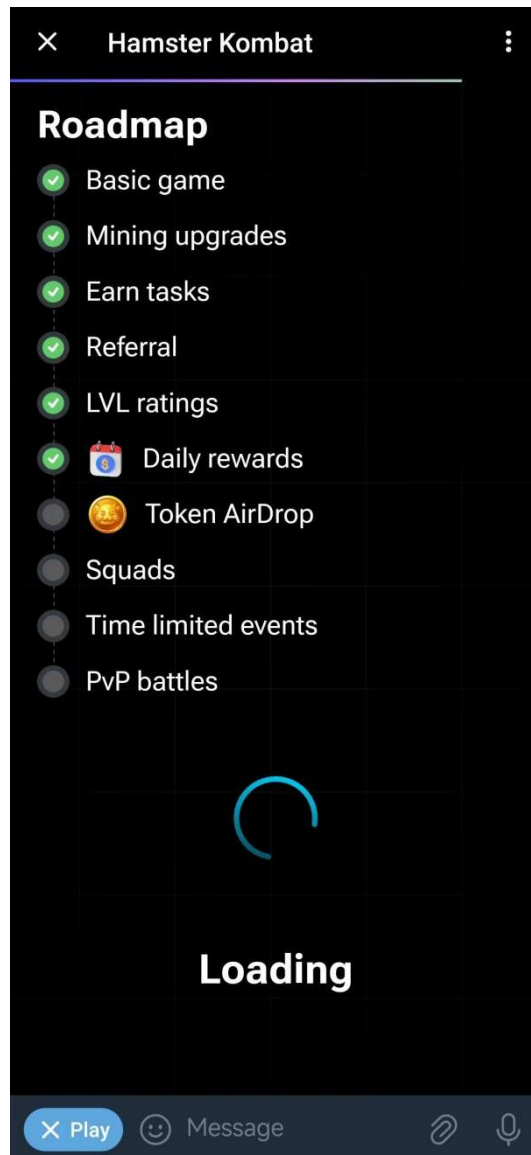 Hamster Kombat
Roadmap
Basic game
Mining upgrades
Earn tasks
Referral
LVL ratings
Daily rewards
Token AirDrop
Squads
Time limited events
PvP battles
Loading
Play
Message